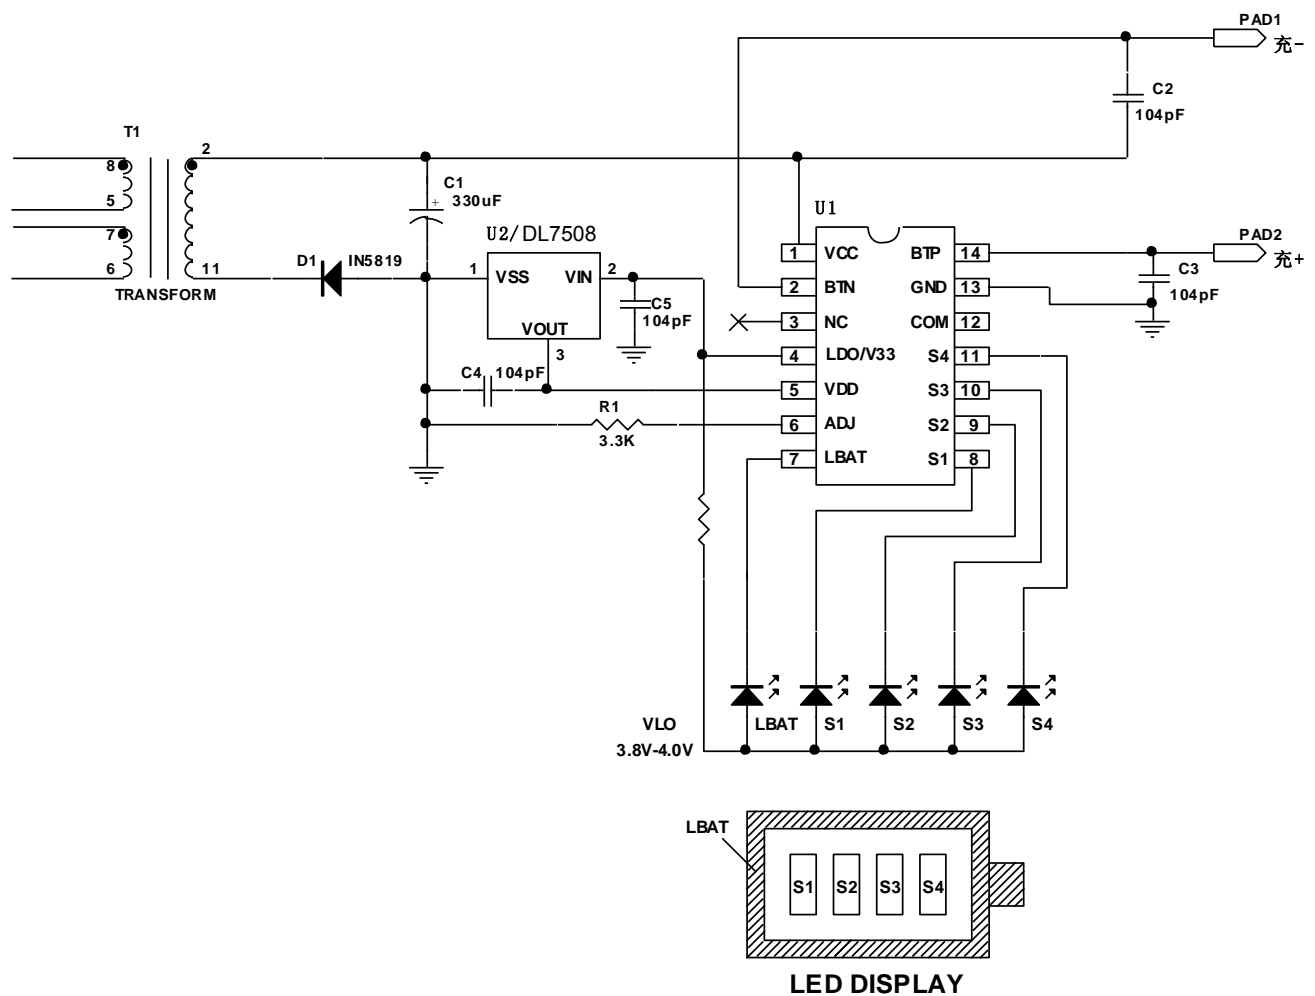 PAD1
充-
C2
104pF
T1
8
2
5
7
6
11
TRANSFORM
C1
+
330uF
D1
IN5819
U2/DL7508
1
VSS
VIN
2
VOUT
3
C5
104pF
C4
104pF
R1
3.3K
U1
1
VCC
BTP
14
2
BTN
GND
13
3
NC
COM
12
4
LDO/V33
S4
11
5
VDD
S3
10
6
ADJ
S2
9
7
LBAT
S1
8
PAD2
充+
C3
104pF
VLO
3.8V-4.0V
LBAT
S1
S2
S3
S4
LBAT
S1
S2
S3
S4
LED DISPLAY